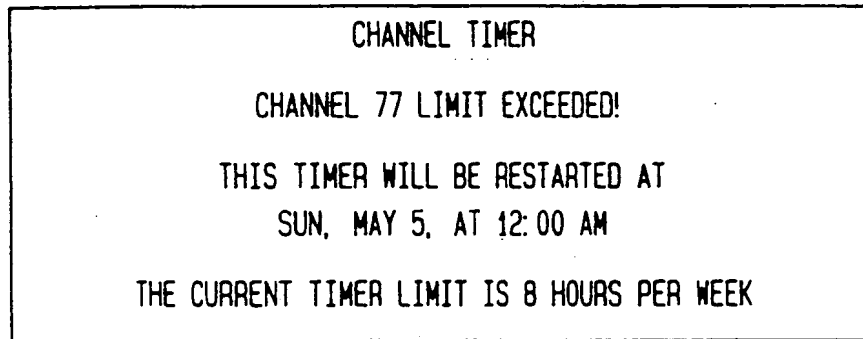 CHANNEL TIMER
CHANNEL 77 LIMIT EXCEEDED!
THIS TIMER WILL BE RESTARTED AT
SUN, MAY 5, AT 12:00 AM
THE CURRENT TIMER LIMIT IS 8 HOURS PER WEEK